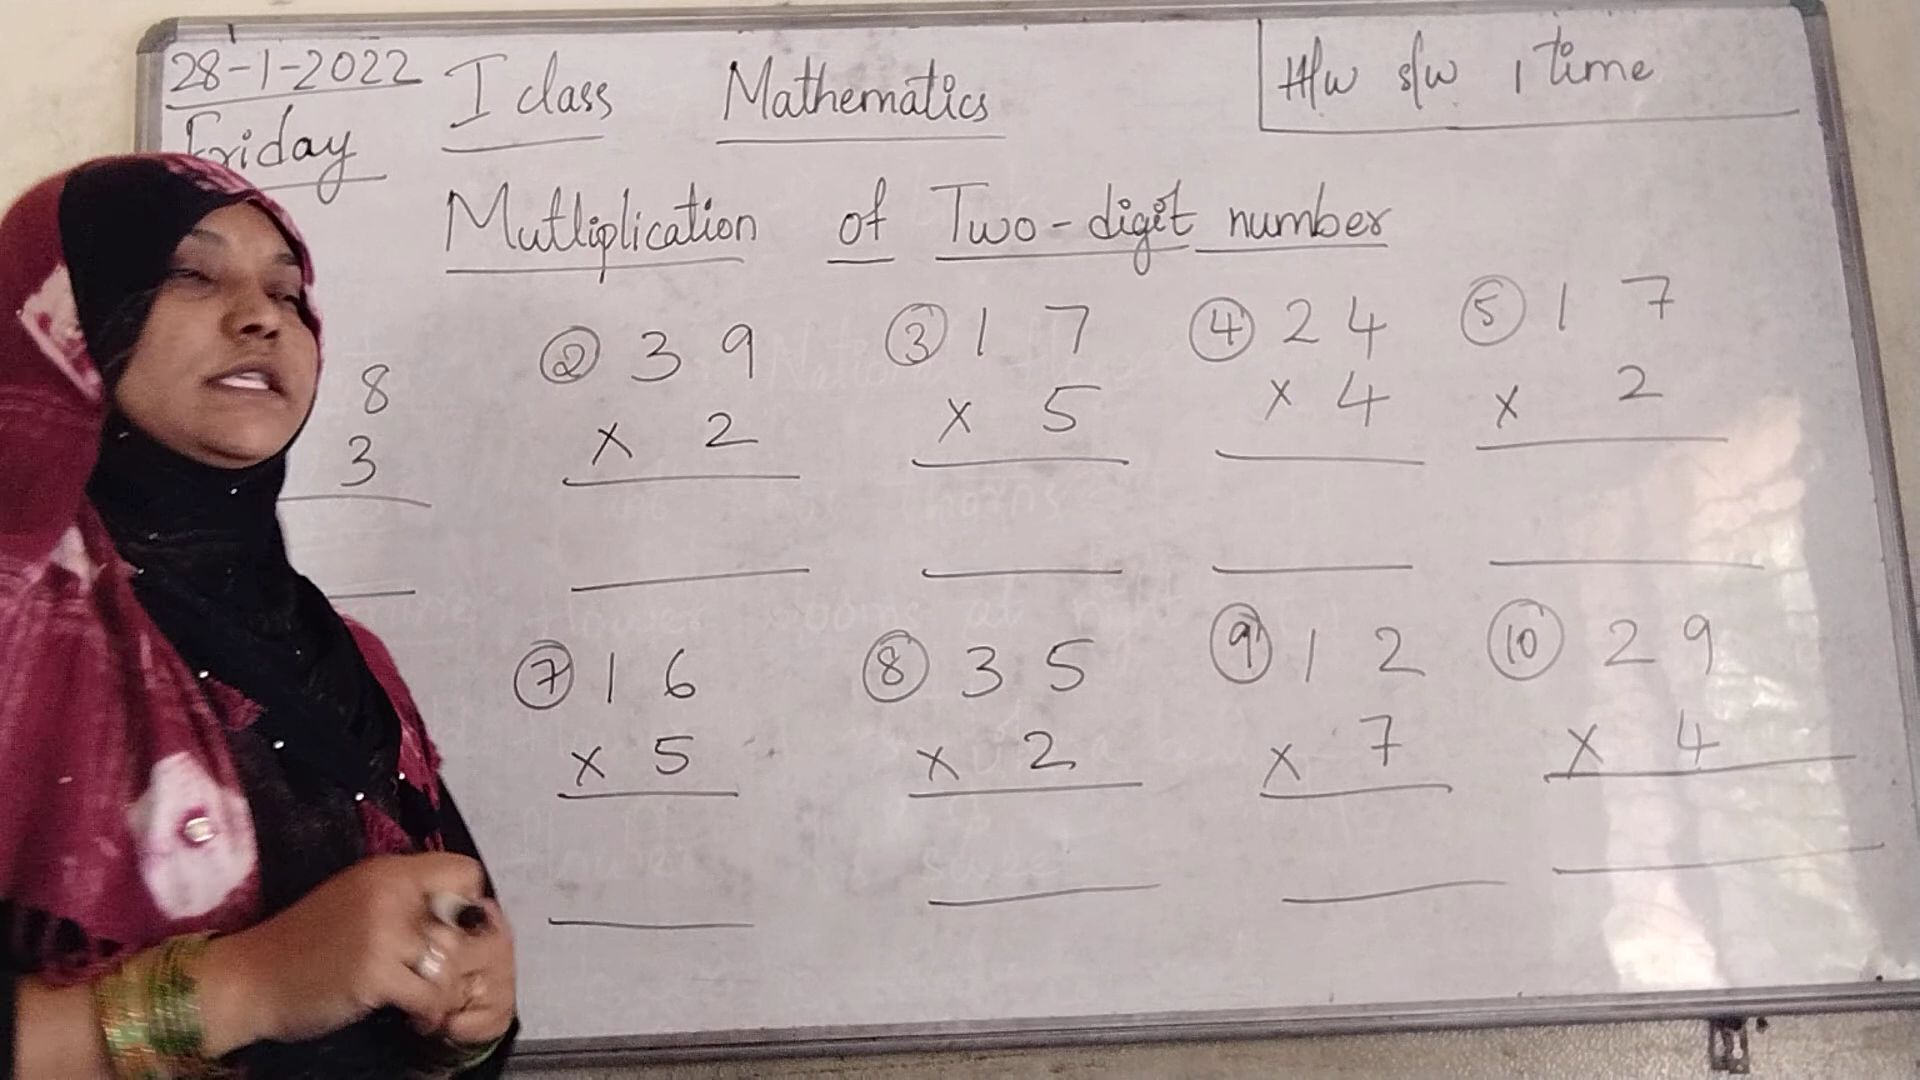 28-1-2022 I class Mathematics H/w s/w 1 time
Friday
Mutliplication of Two-digit number
8 ② 3 9 ③ 1 7 ④ 2 4 ⑤ 1 7
3 × 2 × 5 × 4 × 2
⑦ 1 6 ⑧ 3 5 ⑨ 1 2 ⑩ 2 9
× 5 × 2 × 7 × 4